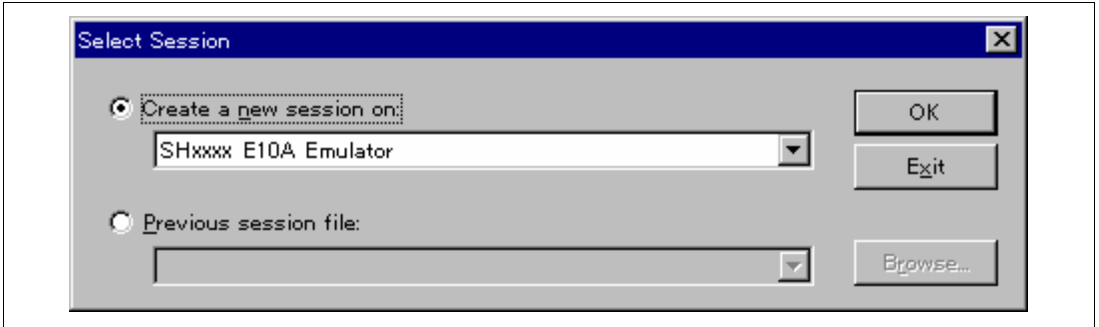 Select Session
Create a new session on:
OK
SHxxxx E10A Emulator
Exit
Previous session file:
Browse...